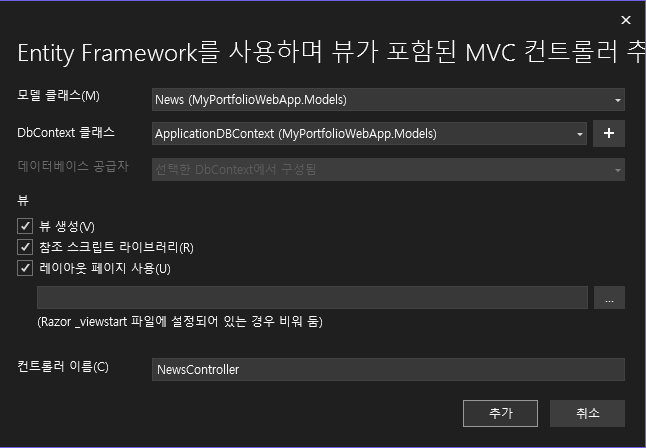 Entity Framework를 사용하며 뷰가 포함된 MVC 컨트롤러 추
모델 클래스(M)
News (MyPortfolioWebApp.Models)
DbContext 클래스
ApplicationDBContext (MyPortfolioWebApp.Models)
데이터베이스 공급자
선택한 DbContext에서 구성됨
뷰
뷰 생성(V)
참조 스크립트 라이브러리(R)
레이아웃 페이지 사용(U)
...
(Razor _viewstart 파일에 설정되어 있는 경우 비워 둠)
컨트롤러 이름(C)
NewsController
추가
취소